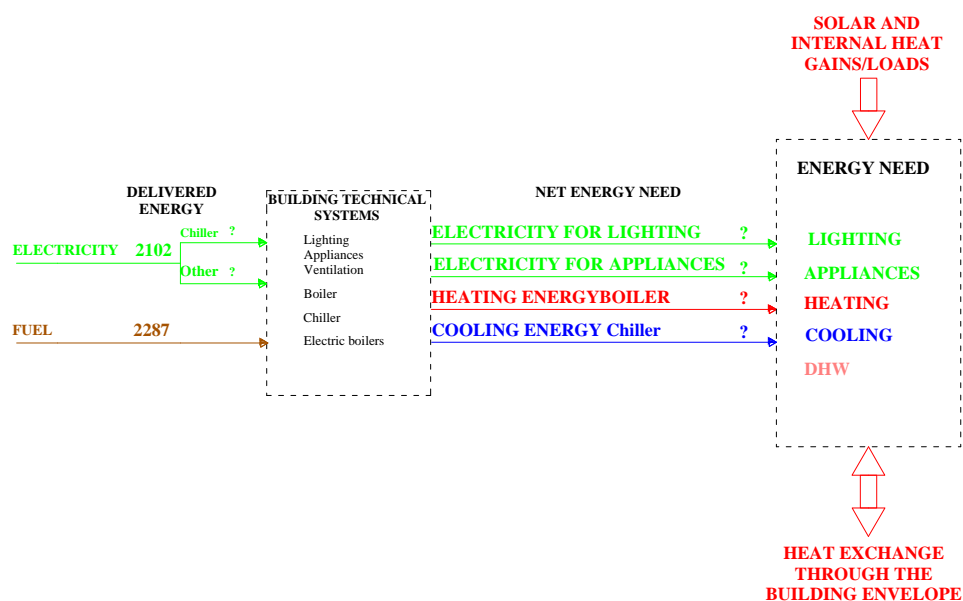 SOLAR AND
INTERNAL HEAT
GAINS/LOADS
DELIVERED
ENERGY
ELECTRICITY 2102
Chiller ?
Other ?
FUEL 2287
BUILDING TECHNICAL
SYSTEMS
Lighting
Appliances
Ventilation
Boiler
Chiller
Electric boilers
NET ENERGY NEED
ELECTRICITY FOR LIGHTING ?
ELECTRICITY FOR APPLIANCES ?
HEATING ENERGYBOILER ?
COOLING ENERGY Chiller ?
ENERGY NEED
LIGHTING
APPLIANCES
HEATING
COOLING
DHW
HEAT EXCHANGE
THROUGH THE
BUILDING ENVELOPE